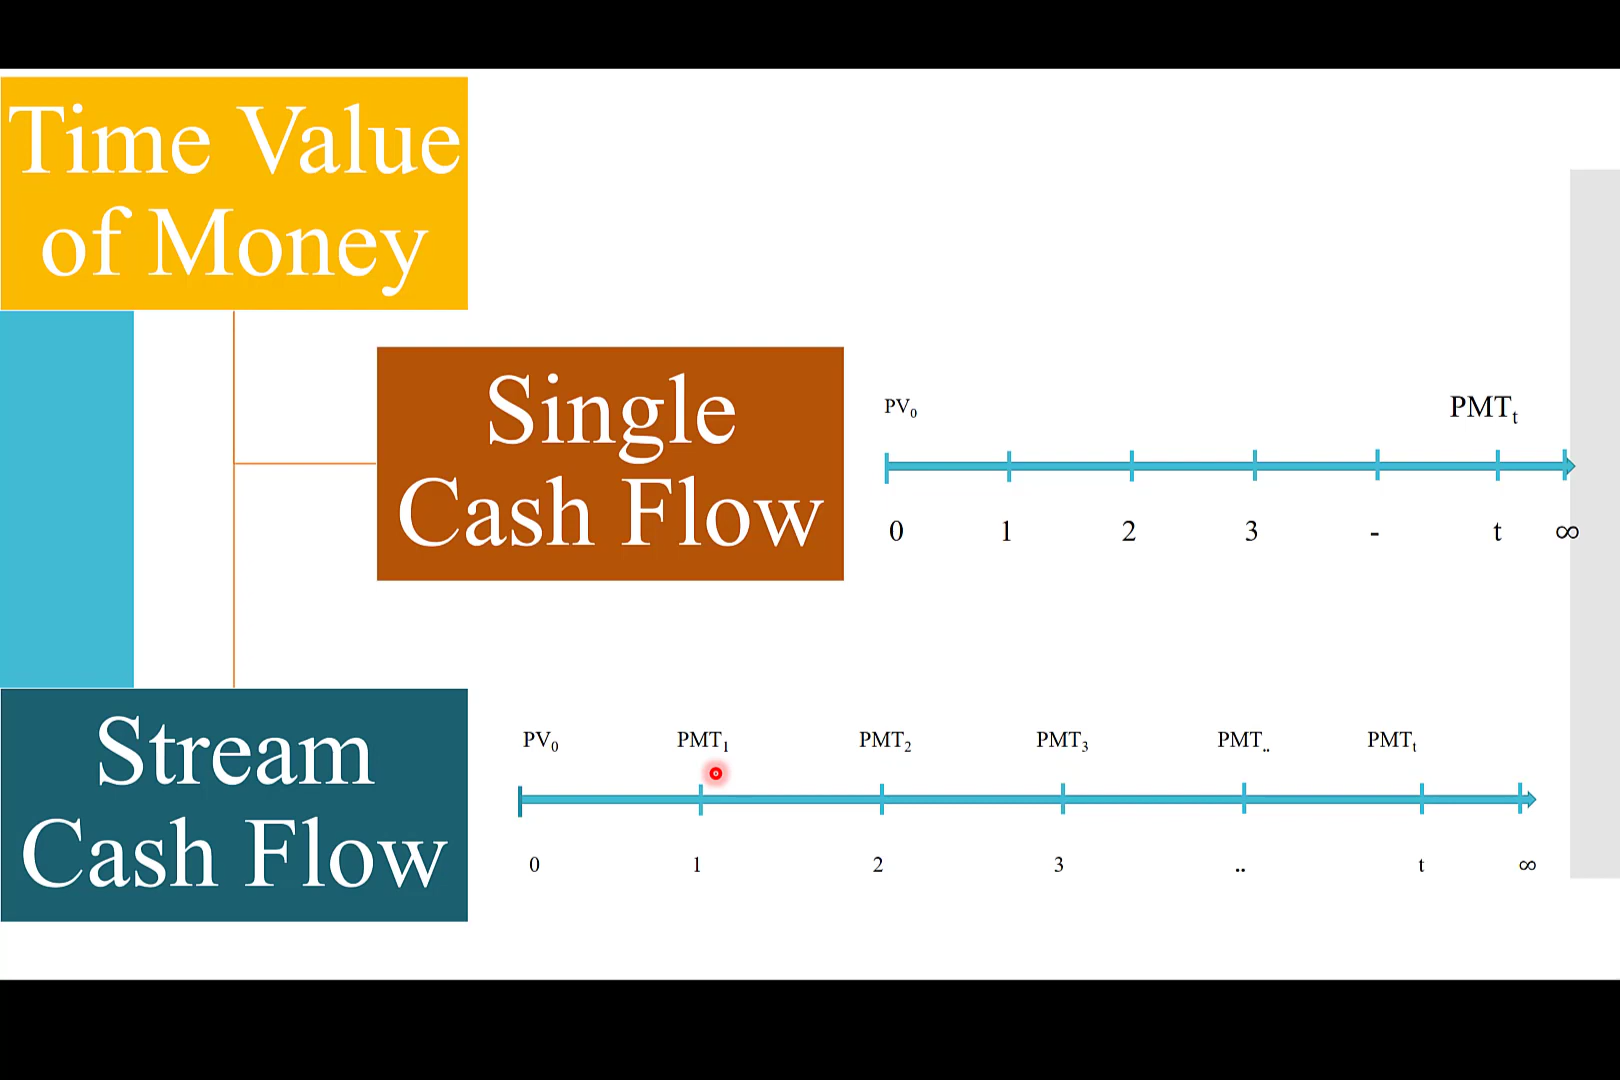 Time Value
of Money
Single
Cash Flow
PV₀ PMTₜ
0 1 2 3 - t ∞
Stream
Cash Flow
PV₀ PMT₁ PMT₂ PMT₃ PMT.. PMTₜ
0 1 2 3 .. t ∞